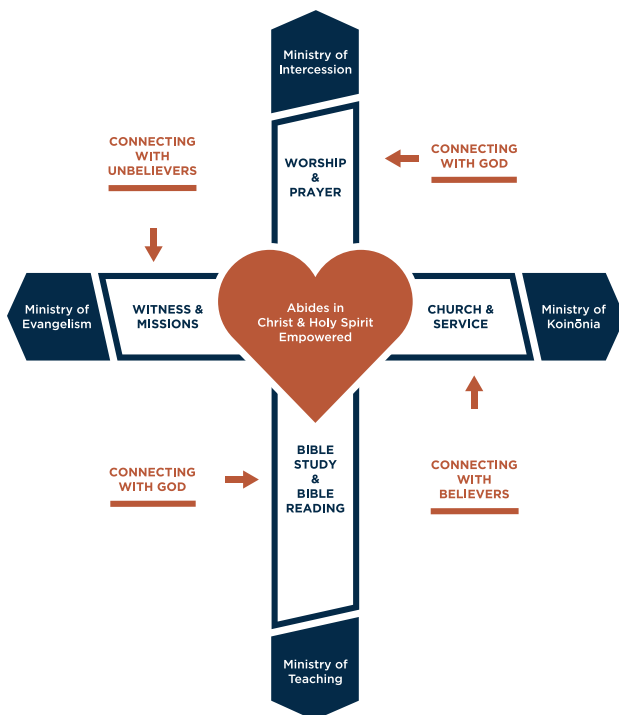 Ministry of
Intercession
CONNECTING
WITH
UNBELIEVERS
WORSHIP
&
PRAYER
CONNECTING
WITH GOD
Ministry of
Evangelism
WITNESS &
MISSIONS
Abides in
Christ & Holy Spirit
Empowered
CHURCH &
SERVICE
Ministry of
Koinōnia
CONNECTING
WITH GOD
BIBLE
STUDY
&
BIBLE
READING
CONNECTING
WITH
BELIEVERS
Ministry of
Teaching